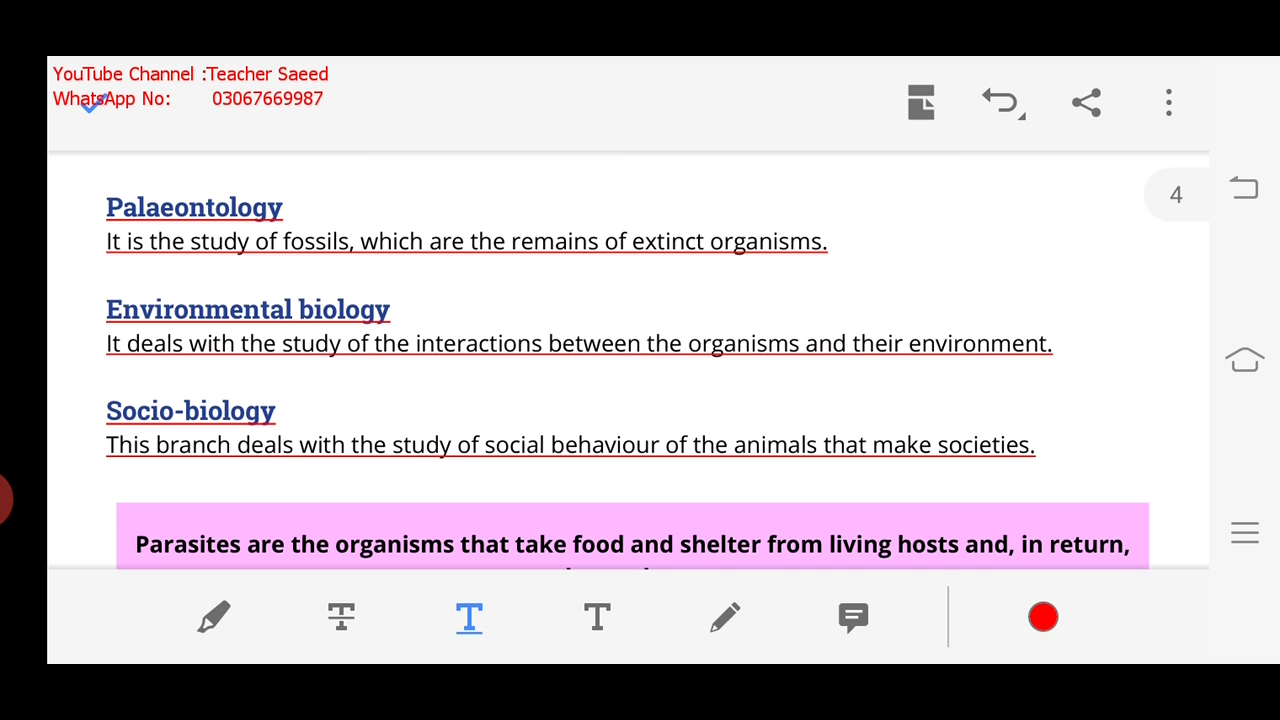 YouTube Channel :Teacher Saeed
WhatsApp No: 03067669987
4
Palaeontology
It is the study of fossils, which are the remains of extinct organisms.
Environmental biology
It deals with the study of the interactions between the organisms and their environment.
Socio-biology
This branch deals with the study of social behaviour of the animals that make societies.
Parasites are the organisms that take food and shelter from living hosts and, in return,